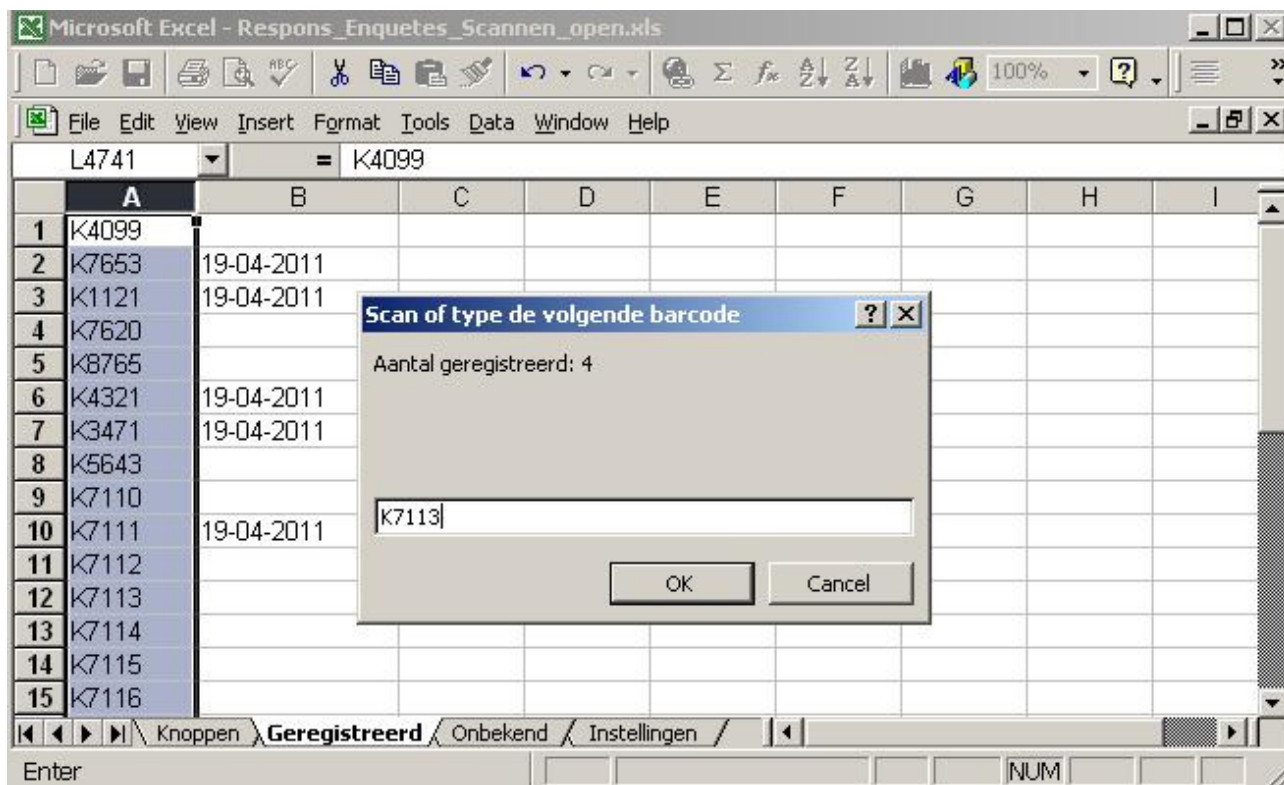 Microsoft Excel - Respons_Enquetes_Scannen_open.xls
ABC 100%
File Edit View Insert Format Tools Data Window Help
L4741 = K4099
A B C D E F G H I
1 K4099
2 K7653 19-04-2011
3 K1121 19-04-2011
4 K7620
5 K8765
6 K4321 19-04-2011
7 K3471 19-04-2011
8 K5643
9 K7110
10 K7111 19-04-2011
11 K7112
12 K7113
13 K7114
14 K7115
15 K7116
Scan of type de volgende barcode
Aantal geregistreerd: 4
K7113
OK Cancel
Knoppen Geregistreerd Onbekend Instellingen
Enter NUM